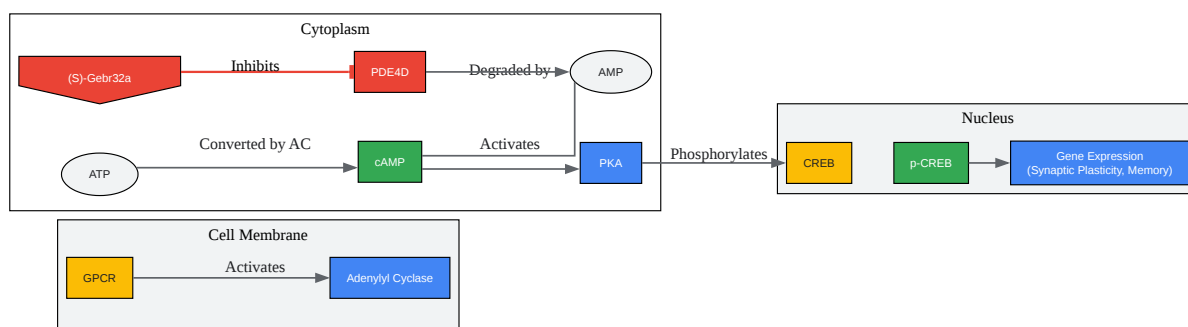 Cytoplasm
(S)-Gebr32a
Inhibits
PDE4D
Degraded by
AMP
ATP
Converted by AC
cAMP
Activates
PKA
Phosphorylates
Nucleus
CREB
p-CREB
Gene Expression
(Synaptic Plasticity, Memory)
Cell Membrane
GPCR
Activates
Adenylyl Cyclase